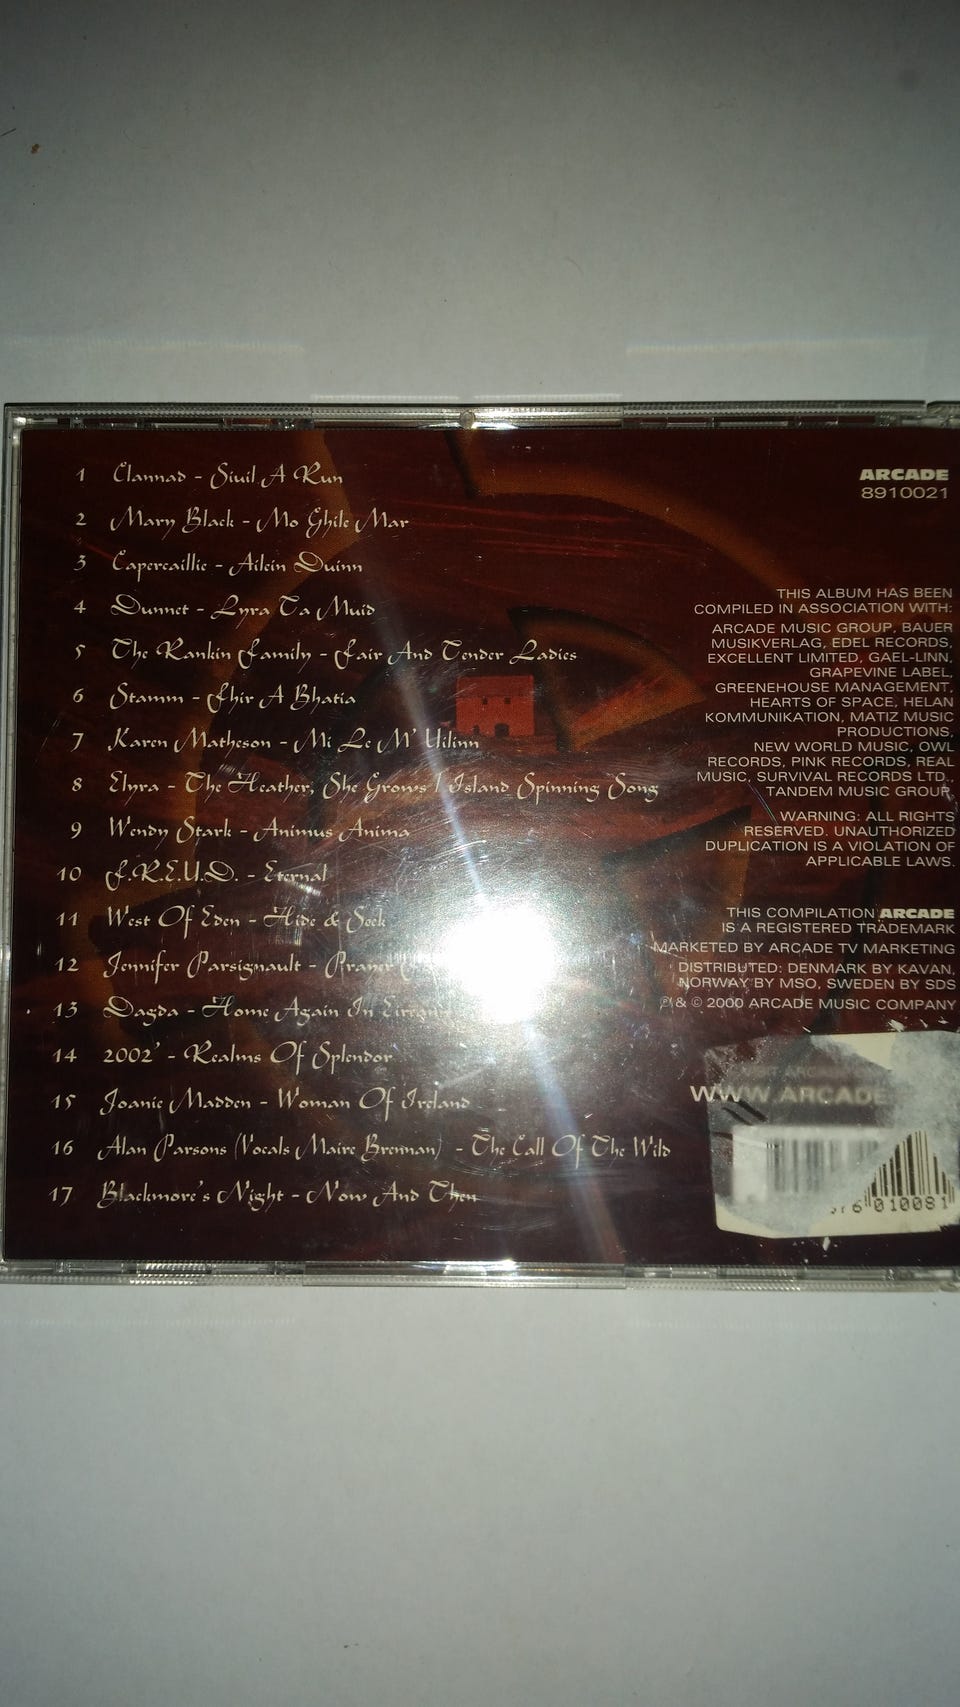 1 Clannad - Siuil A Run
2 Mary Black - Mo Ghile Mar
3 Capercaillie - Ailein Duinn
4 Dunnet - Lyra Ta Muid
5 The Rankin Family - Fair And Tender Ladies
6 Stamm - Fhir A Bhatia
7 Karen Matheson - Mi Le M' Uilinn
8 Elyra - The Heather, She Grows / Island Spinning Song
9 Wendy Stark - Animus Anima
10 F.R.E.U.D. - Eternal
11 West Of Eden - Hide & Seek
12 Jennifer Parsignault - Prayer
13 Dagda - Home Again In
14 2002' - Realms Of Splendor
15 Joanie Madden - Woman Of Ireland
16 Alan Parsons (Vocals Maire Brennan) - The Call Of The Wild
17 Blackmore's Night - Now And Then
ARCADE
8910021
THIS ALBUM HAS BEEN
COMPILED IN ASSOCIATION WITH:
ARCADE MUSIC GROUP, BAUER
MUSIKVERLAG, EDEL RECORDS,
EXCELLENT LIMITED, GAEL-LINN,
GRAPEVINE LABEL,
GREENEHOUSE MANAGEMENT,
HEARTS OF SPACE, HELAN
KOMMUNIKATION, MATIZ MUSIC
PRODUCTIONS,
NEW WORLD MUSIC, OWL
RECORDS, PINK RECORDS, REAL
MUSIC, SURVIVAL RECORDS LTD.,
TANDEM MUSIC GROUP.
WARNING: ALL RIGHTS
RESERVED. UNAUTHORIZED
DUPLICATION IS A VIOLATION OF
APPLICABLE LAWS.
THIS COMPILATION ARCADE
IS A REGISTERED TRADEMARK
MARKETED BY ARCADE TV MARKETING
DISTRIBUTED: DENMARK BY KAVAN,
NORWAY BY MSO, SWEDEN BY SDS
℗ & © 2000 ARCADE MUSIC COMPANY
VISIT ARCADE
WWW.ARCADE
6 010081